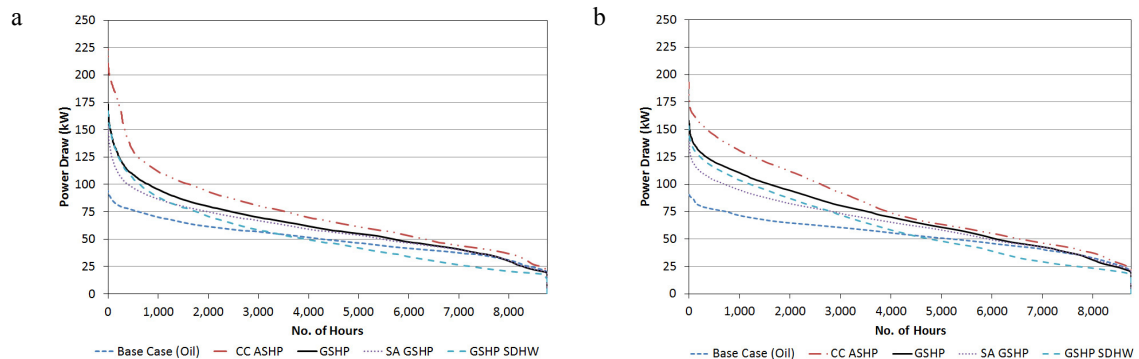 a
250
225
200
175
150
125
100
75
50
25
0
Power Draw (kW)
0 1,000 2,000 3,000 4,000 5,000 6,000 7,000 8,000
No. of Hours
Base Case (Oil) CC ASHP GSHP SA GSHP GSHP SDHW
b
250
225
200
175
150
125
100
75
50
25
0
Power Draw (kW)
0 1,000 2,000 3,000 4,000 5,000 6,000 7,000 8,000
No. of Hours
Base Case (Oil) CC ASHP GSHP SA GSHP GSHP SDHW